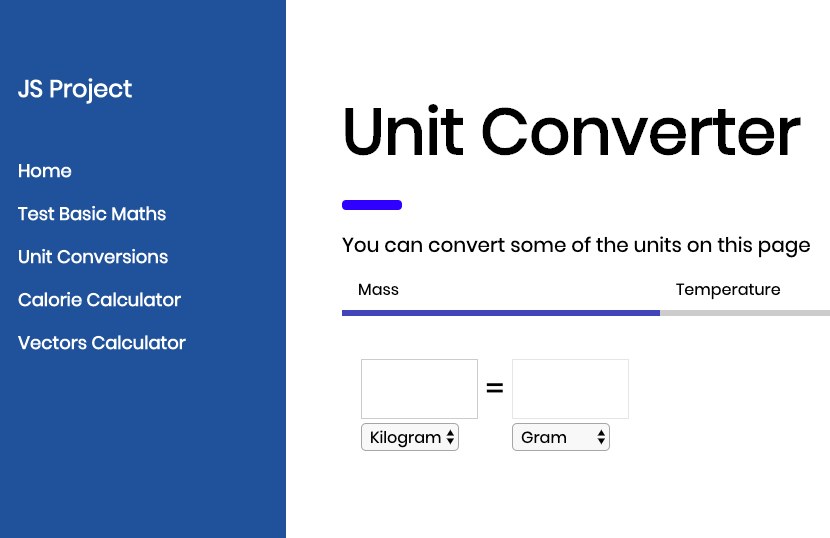 JS Project
Home
Test Basic Maths
Unit Conversions
Calorie Calculator
Vectors Calculator
Unit Converter
You can convert some of the units on this page
Mass Temperature
=
Kilogram Gram